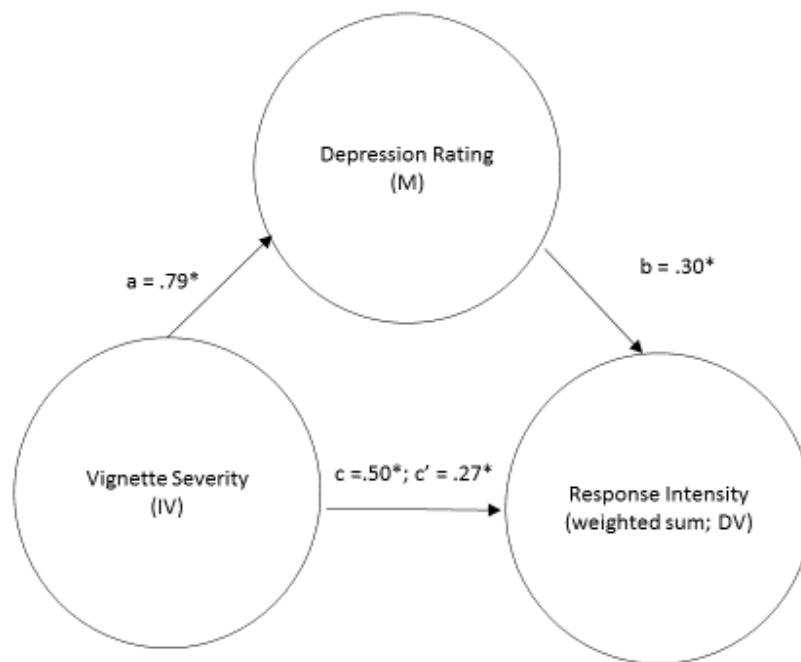 Depression Rating
(M)
a = .79*
b = .30*
Vignette Severity
(IV)
c =.50*; c’ = .27*
Response Intensity
(weighted sum; DV)